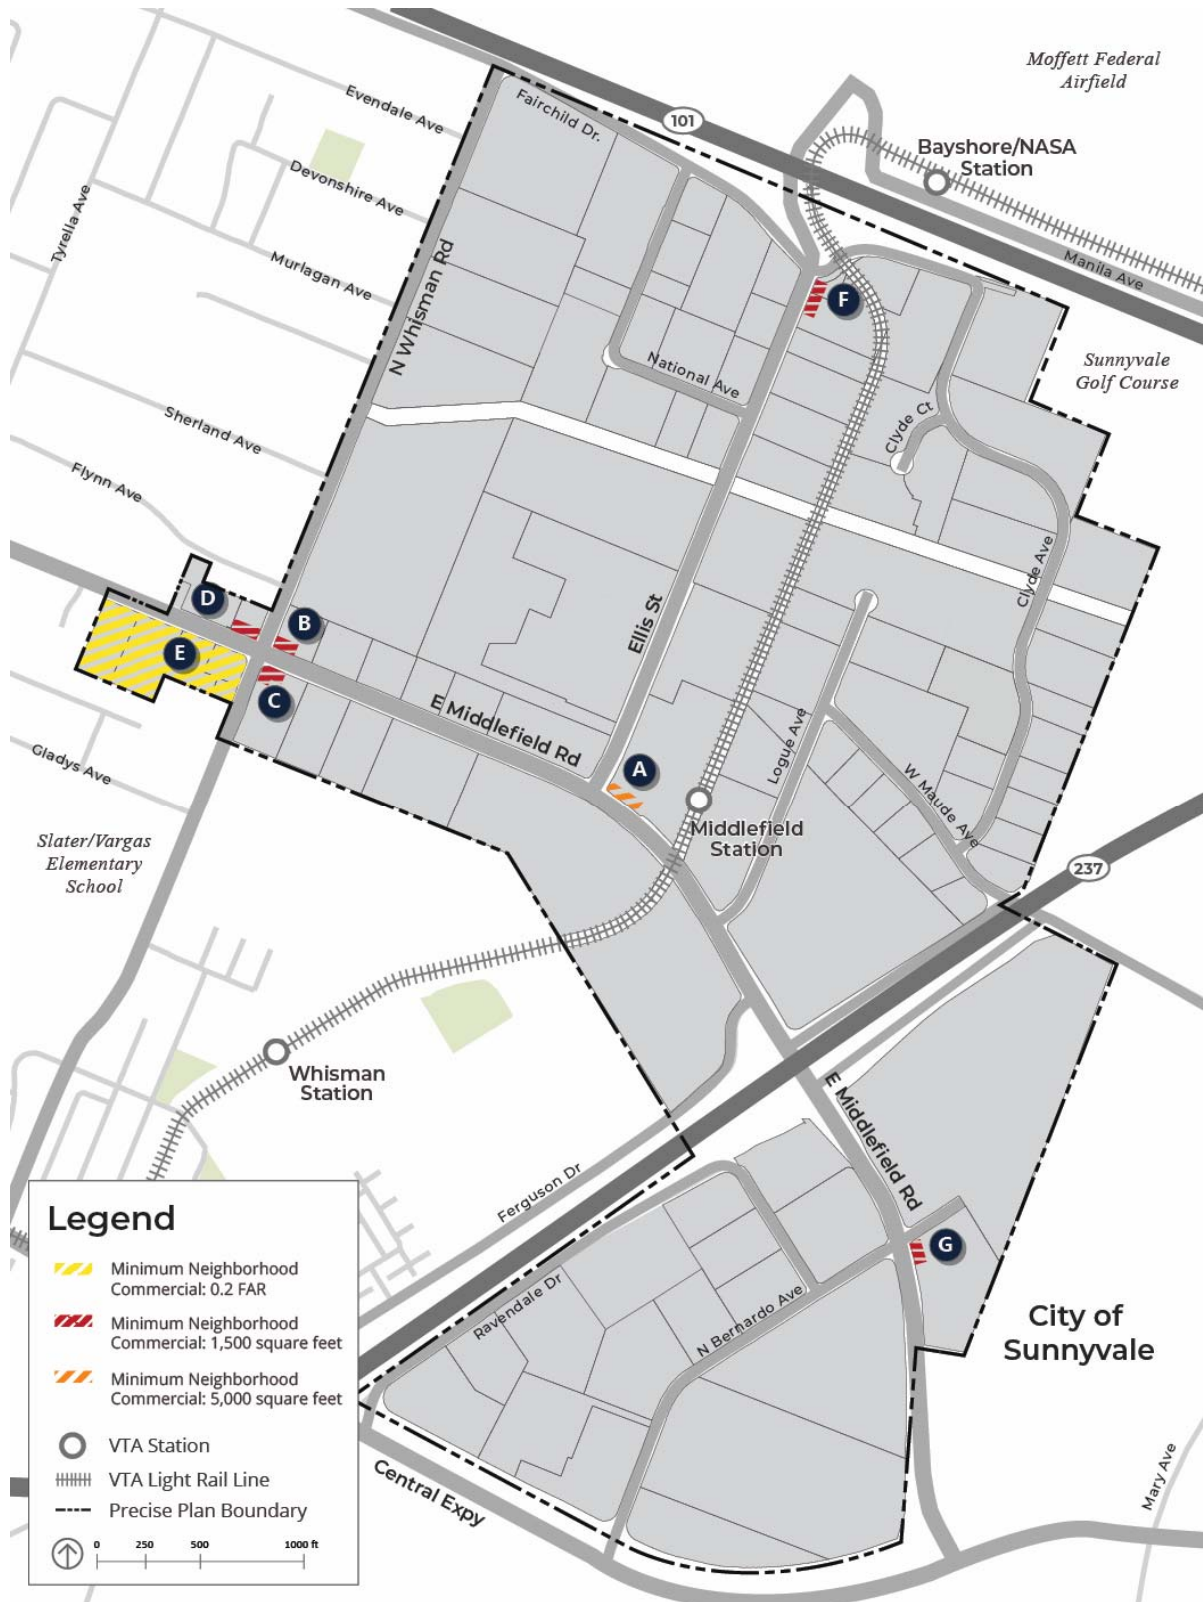 Moffett Federal
Airfield
Evendale Ave
Fairchild Dr.
101
Bayshore/NASA
Station
Devonshire Ave
Tyrella Ave
Murlagan Ave
Manila Ave
N Whisman Rd
F
Sunnyvale
Golf Course
National Ave
Sherland Ave
Clyde Ct
Flynn Ave
Clyde Ave
D
B
Ellis St
E
C
E Middlefield Rd
Gladys Ave
A
Logue Ave
W Maude Ave
Middlefield
Station
Slater/Vargas
Elementary
School
237
Whisman
Station
E Middlefield Rd
Ferguson Dr
G
Ravendale Dr
N Bernardo Ave
City of
Sunnyvale
Central Expy
Mary Ave
Legend
Minimum Neighborhood
Commercial: 0.2 FAR
Minimum Neighborhood
Commercial: 1,500 square feet
Minimum Neighborhood
Commercial: 5,000 square feet
VTA Station
VTA Light Rail Line
Precise Plan Boundary
0 250 500 1000 ft